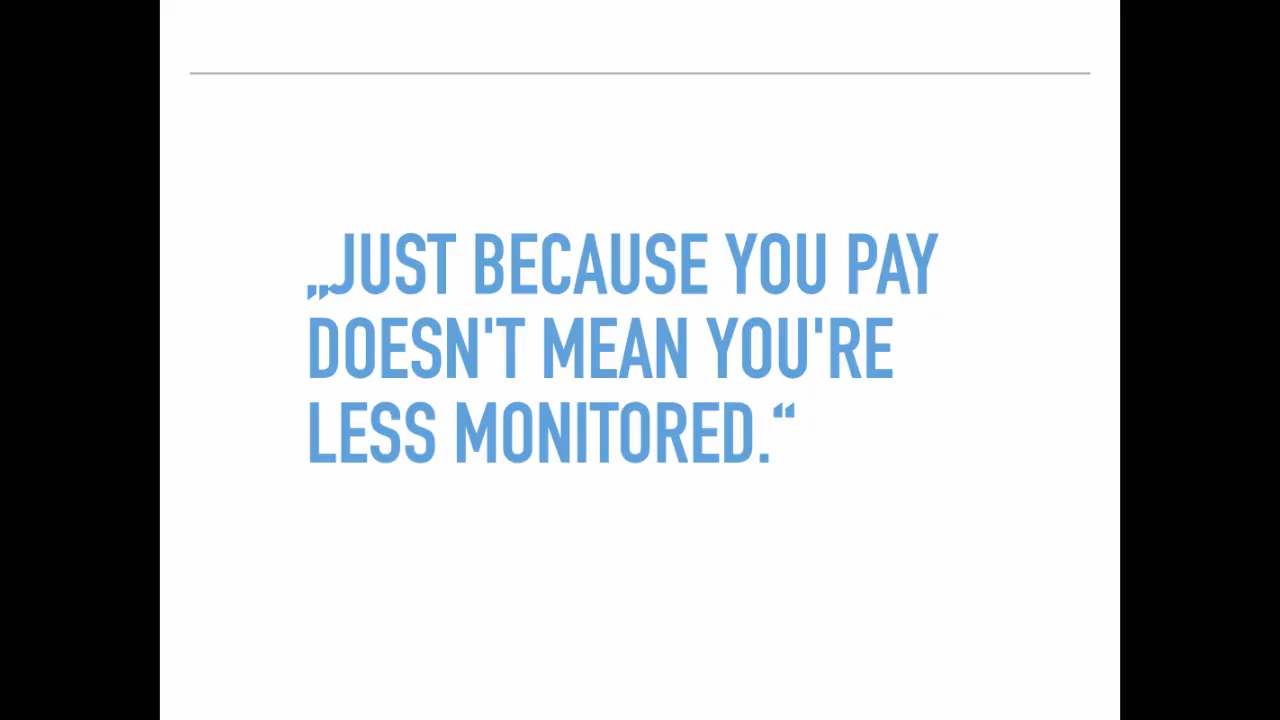 „JUST BECAUSE YOU PAY
DOESN'T MEAN YOU'RE
LESS MONITORED.“